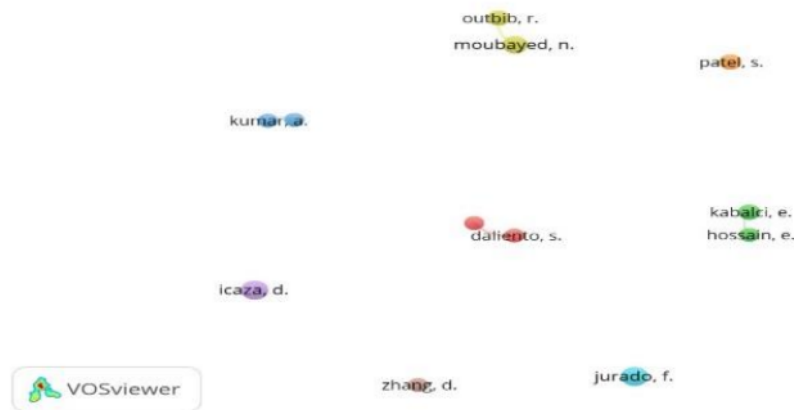 outbib, r.
moubayed, n.
patel, s.
kumar, a.
kabalci, e.
daliento, s.
hossain, e.
icaza, d.
zhang, d.
jurado, f.
VOSviewer